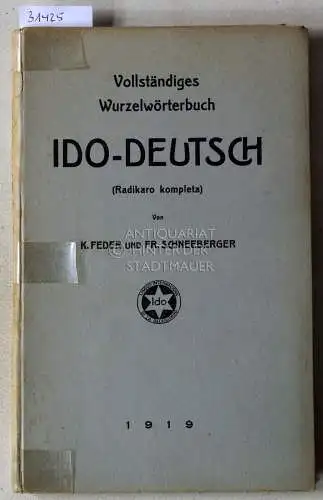 31425
Vollständiges
Wurzelwörterbuch
IDO-DEUTSCH
(Radikaro kompleta)
Von
K. FEDER UND FR. SCHNEEBERGER
ANTIQUARIAT
HINTER DER
STADTMAUER
Ido
1919